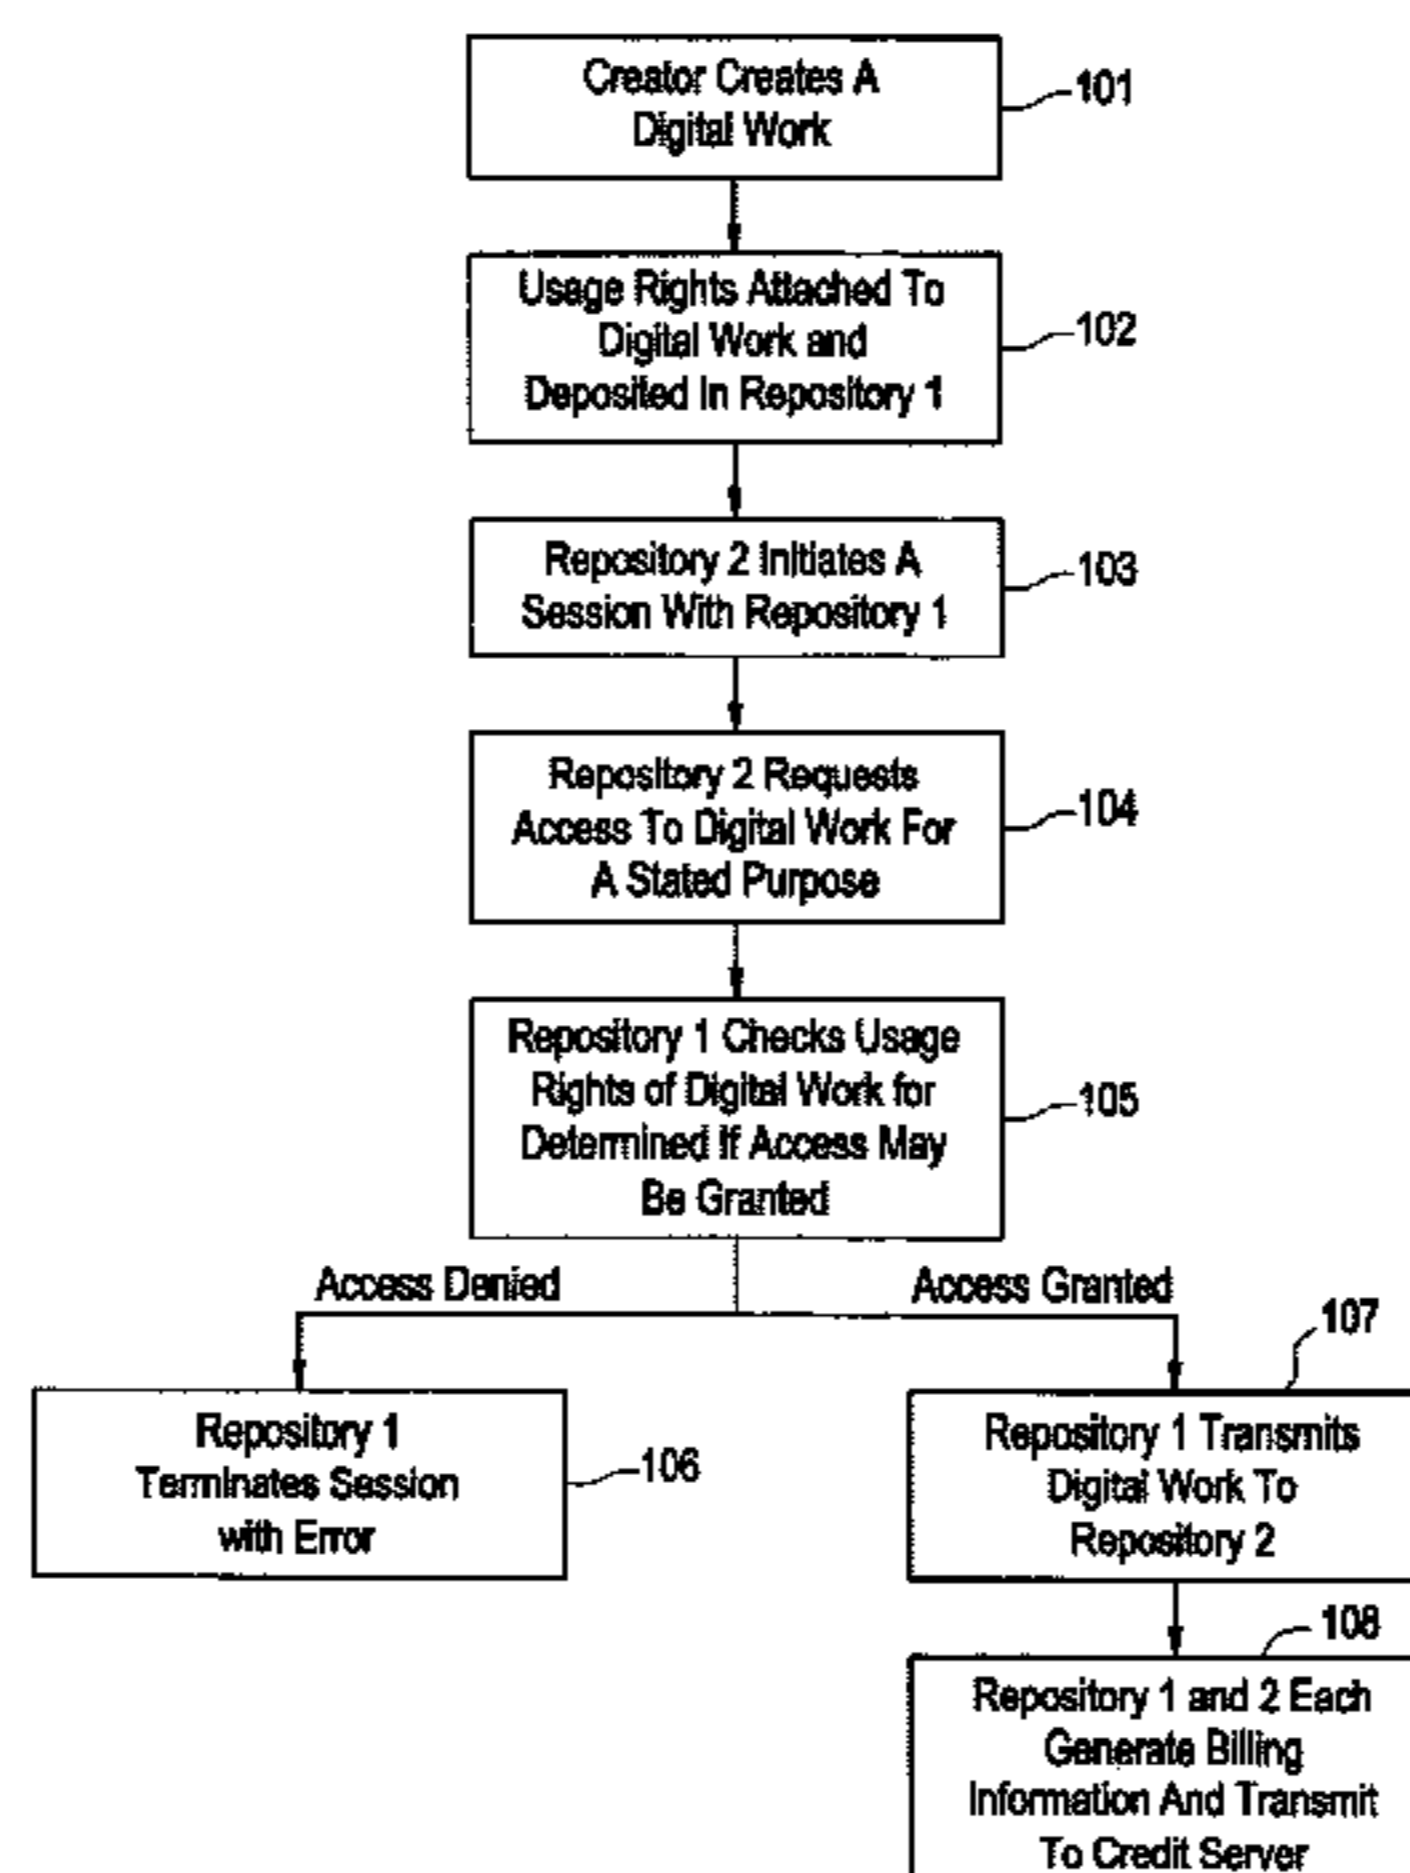 Creator Creates A
Digital Work
101
Usage Rights Attached To
Digital Work and
Deposited In Repository 1
102
Repository 2 Initiates A
Session With Repository 1
103
Repository 2 Requests
Access To Digital Work For
A Stated Purpose
104
Repository 1 Checks Usage
Rights of Digital Work for
Determined If Access May
Be Granted
105
Access Denied
Access Granted
107
Repository 1
Terminates Session
with Error
106
Repository 1 Transmits
Digital Work To
Repository 2
108
Repository 1 and 2 Each
Generate Billing
Information And Transmit
To Credit Server